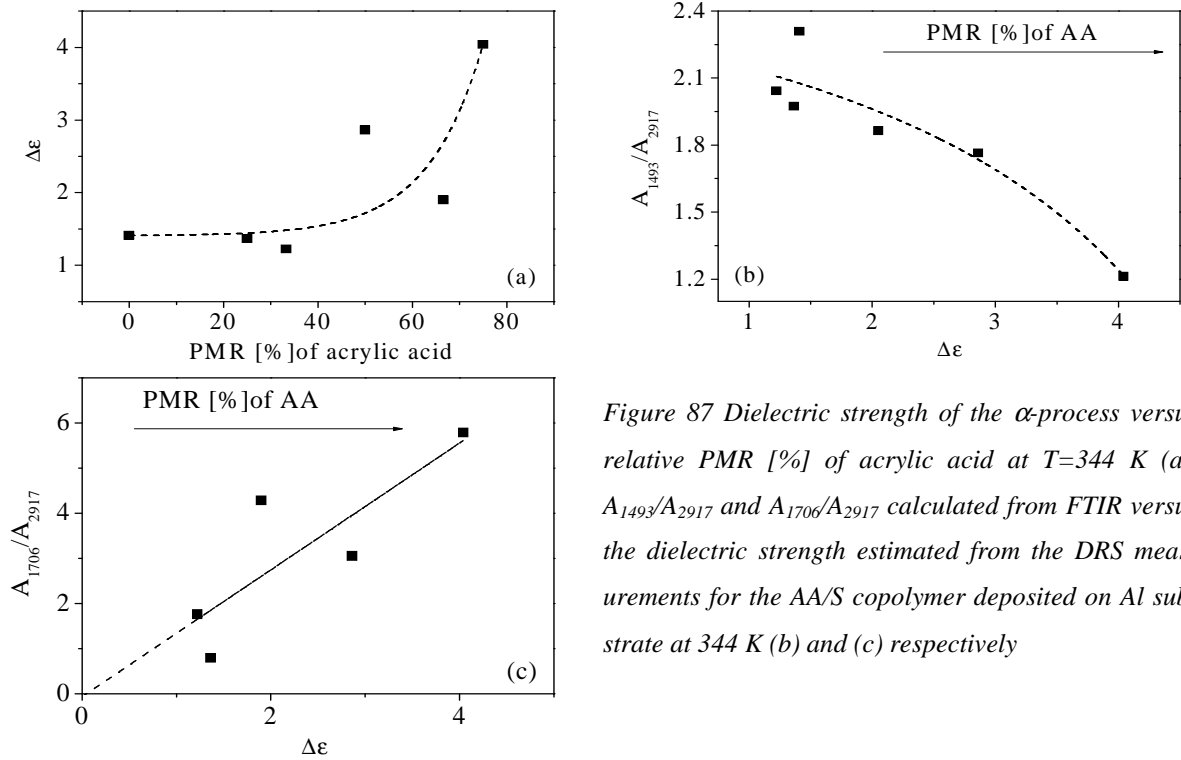 4
3
2
1
Δε
0
20
40
60
80
PMR [%]of acrylic acid
(a)
2.4
2.1
1.8
1.5
1.2
A1493/A2917
PMR [%]of AA
1
2
3
4
Δε
(b)
6
4
2
0
A1706/A2917
PMR [%]of AA
0
2
4
Δε
(c)
Figure 87 Dielectric strength of the α-process versu
relative PMR [%] of acrylic acid at T=344 K (a
A1493/A2917 and A1706/A2917 calculated from FTIR versu
the dielectric strength estimated from the DRS meas
urements for the AA/S copolymer deposited on Al sub
strate at 344 K (b) and (c) respectively